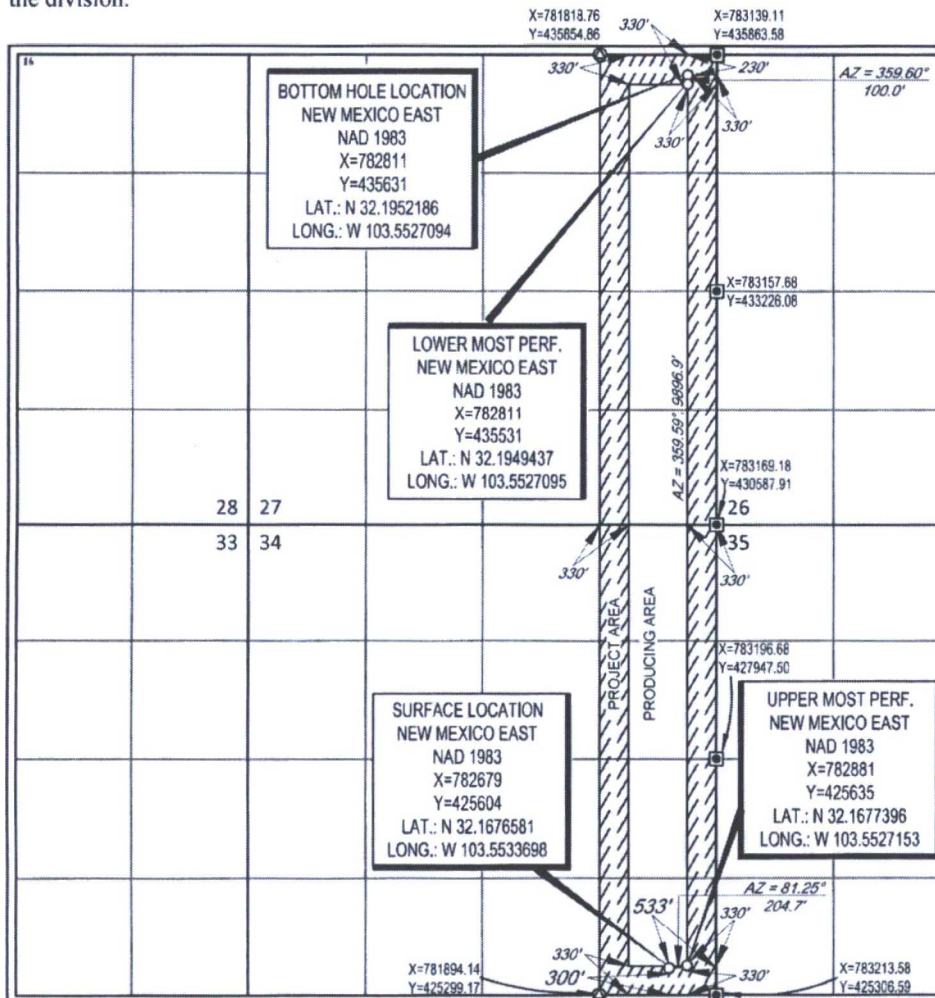 the division.
X=781818.76
Y=435854.86
X=783139.11
Y=435863.58
330'
16
330'
230'
AZ = 359.60°
100.0'
330'
330'
BOTTOM HOLE LOCATION
NEW MEXICO EAST
NAD 1983
X=782811
Y=435631
LAT.: N 32.1952186
LONG.: W 103.5527094
X=783157.68
Y=433226.08
LOWER MOST PERF.
NEW MEXICO EAST
NAD 1983
X=782811
Y=435531
LAT.: N 32.1949437
LONG.: W 103.5527095
AZ = 359.59°, 9896.9'
X=783169.18
Y=430587.91
28 27
26
33 34
35
330'
330'
PROJECT AREA
PRODUCING AREA
X=783196.68
Y=427947.50
SURFACE LOCATION
NEW MEXICO EAST
NAD 1983
X=782679
Y=425604
LAT.: N 32.1676581
LONG.: W 103.5533698
UPPER MOST PERF.
NEW MEXICO EAST
NAD 1983
X=782881
Y=425635
LAT.: N 32.1677396
LONG.: W 103.5527153
AZ = 81.25°
204.7'
533'
330'
330'
300'
330'
X=781894.14
Y=425299.17
X=783213.58
Y=425306.59